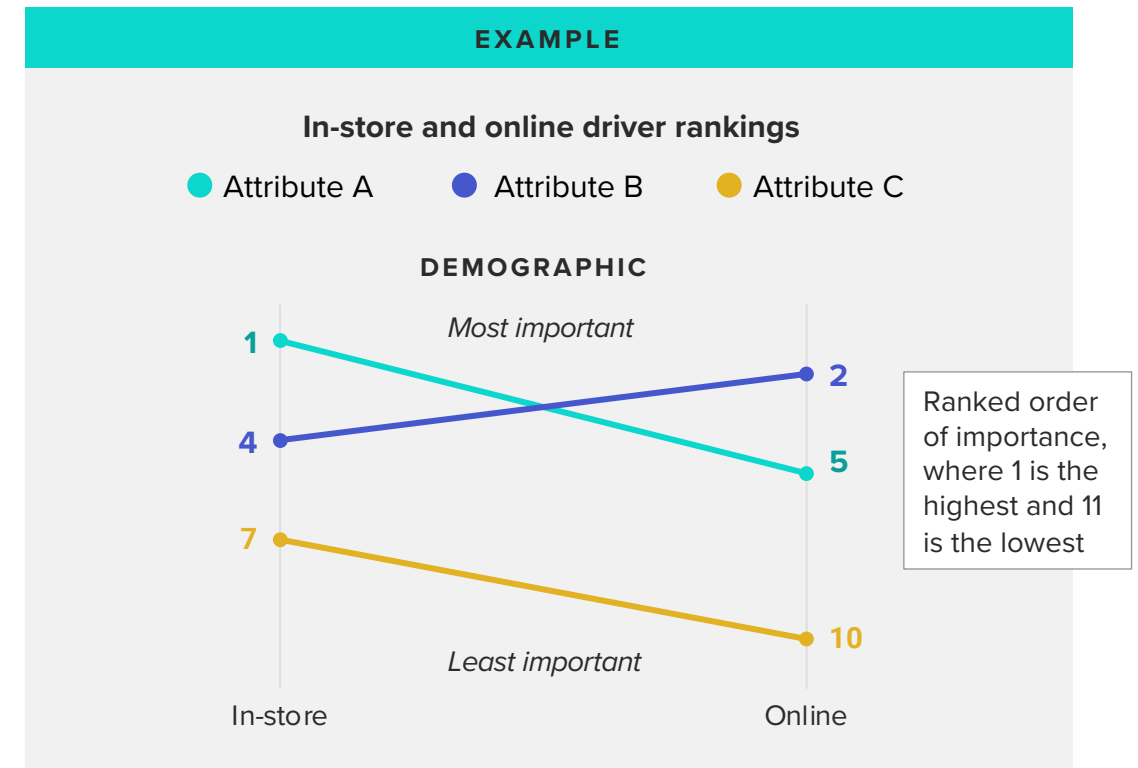 EXAMPLE
In-store and online driver rankings
Attribute A
Attribute B
Attribute C
DEMOGRAPHIC
Most important
1
2
4
5
Ranked order
of importance,
where 1 is the
highest and 11
is the lowest
7
10
Least important
In-store
Online